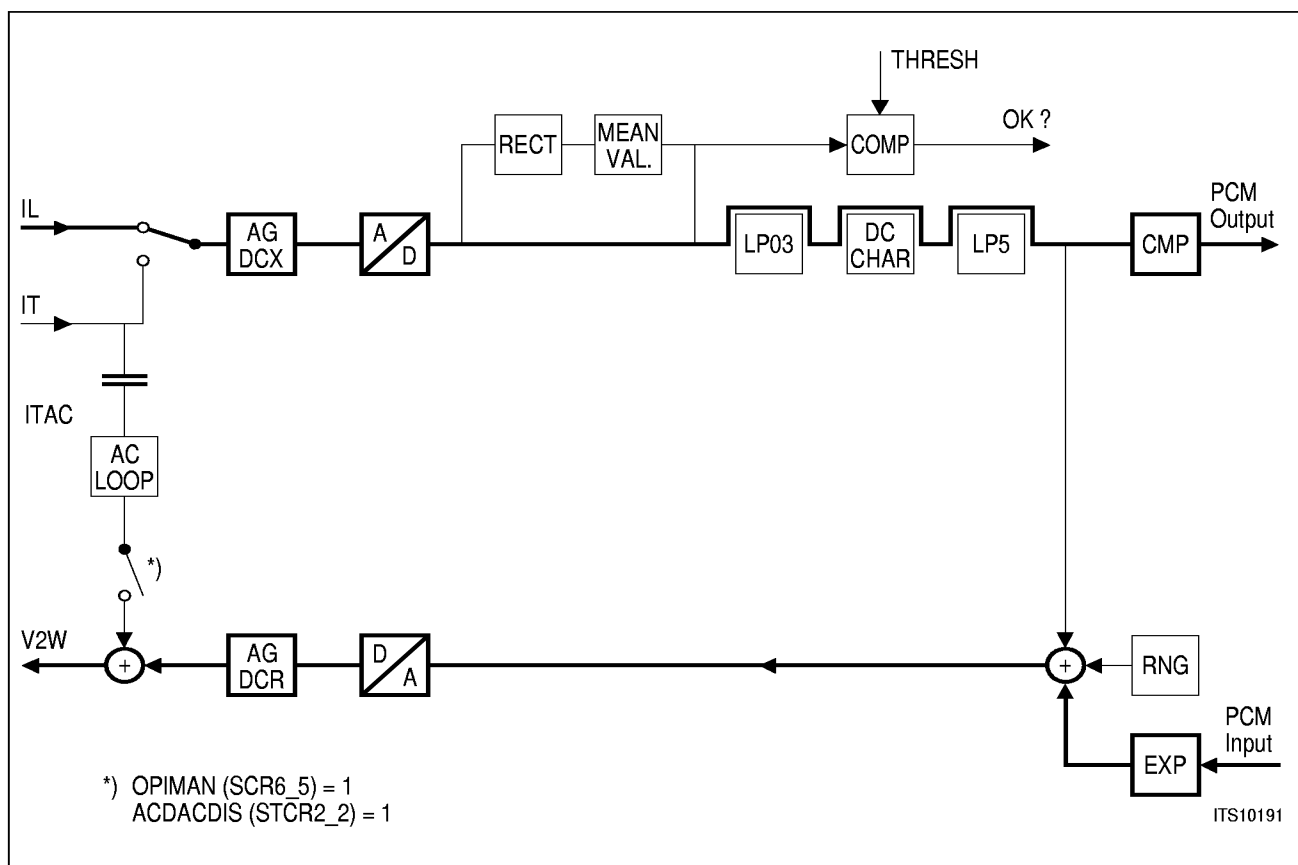 THRESH
OK ?
RECT
MEAN
VAL.
COMP
PCM
Output
IL
AG
DCX
A
D
LP03
DC
CHAR
LP5
CMP
IT
ITAC
AC
LOOP
*)
V2W
+
AG
DCR
D
A
+
RNG
PCM
Input
EXP
*) OPIMAN (SCR6_5) = 1
ACDACDIS (STCR2_2) = 1
ITS10191